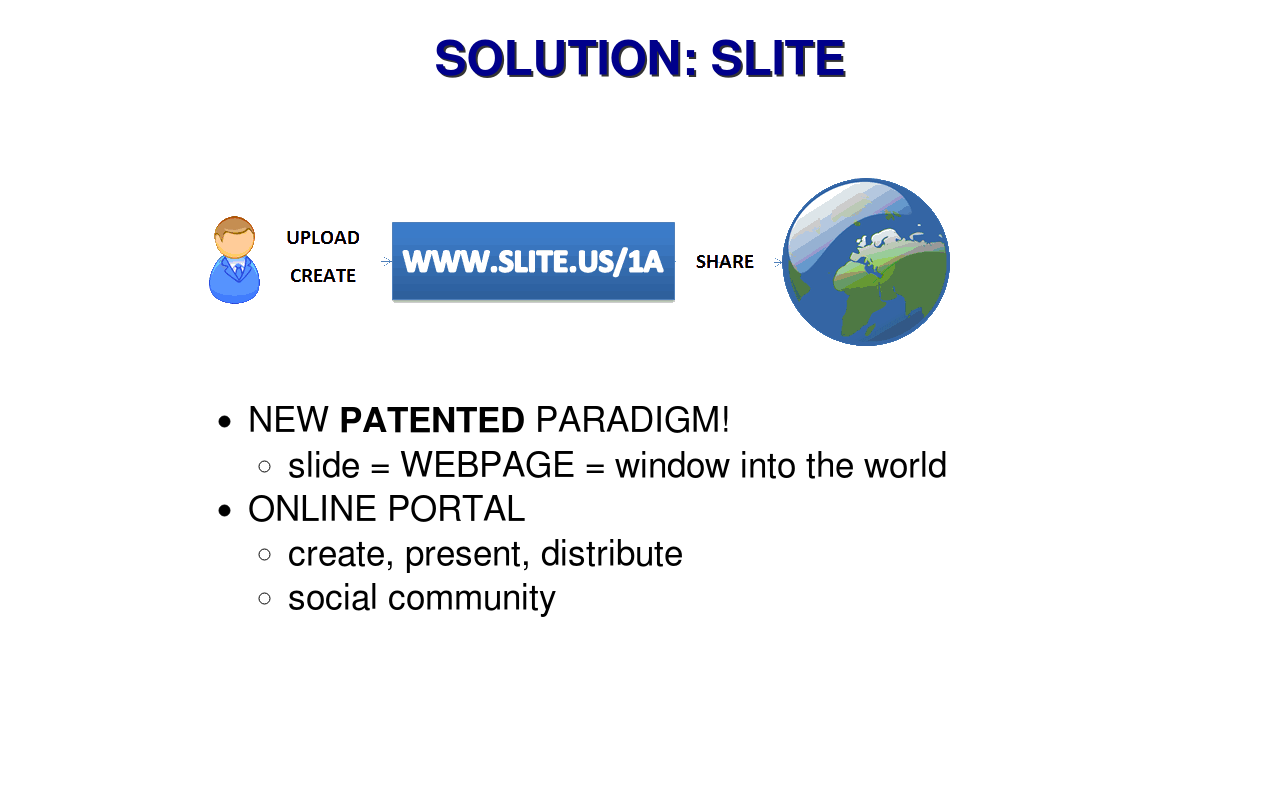 SOLUTION: SLITE
UPLOAD
CREATE
WWW.SLITE.US/1A
SHARE
NEW PATENTED PARADIGM!
slide = WEBPAGE = window into the world
ONLINE PORTAL
create, present, distribute
social community